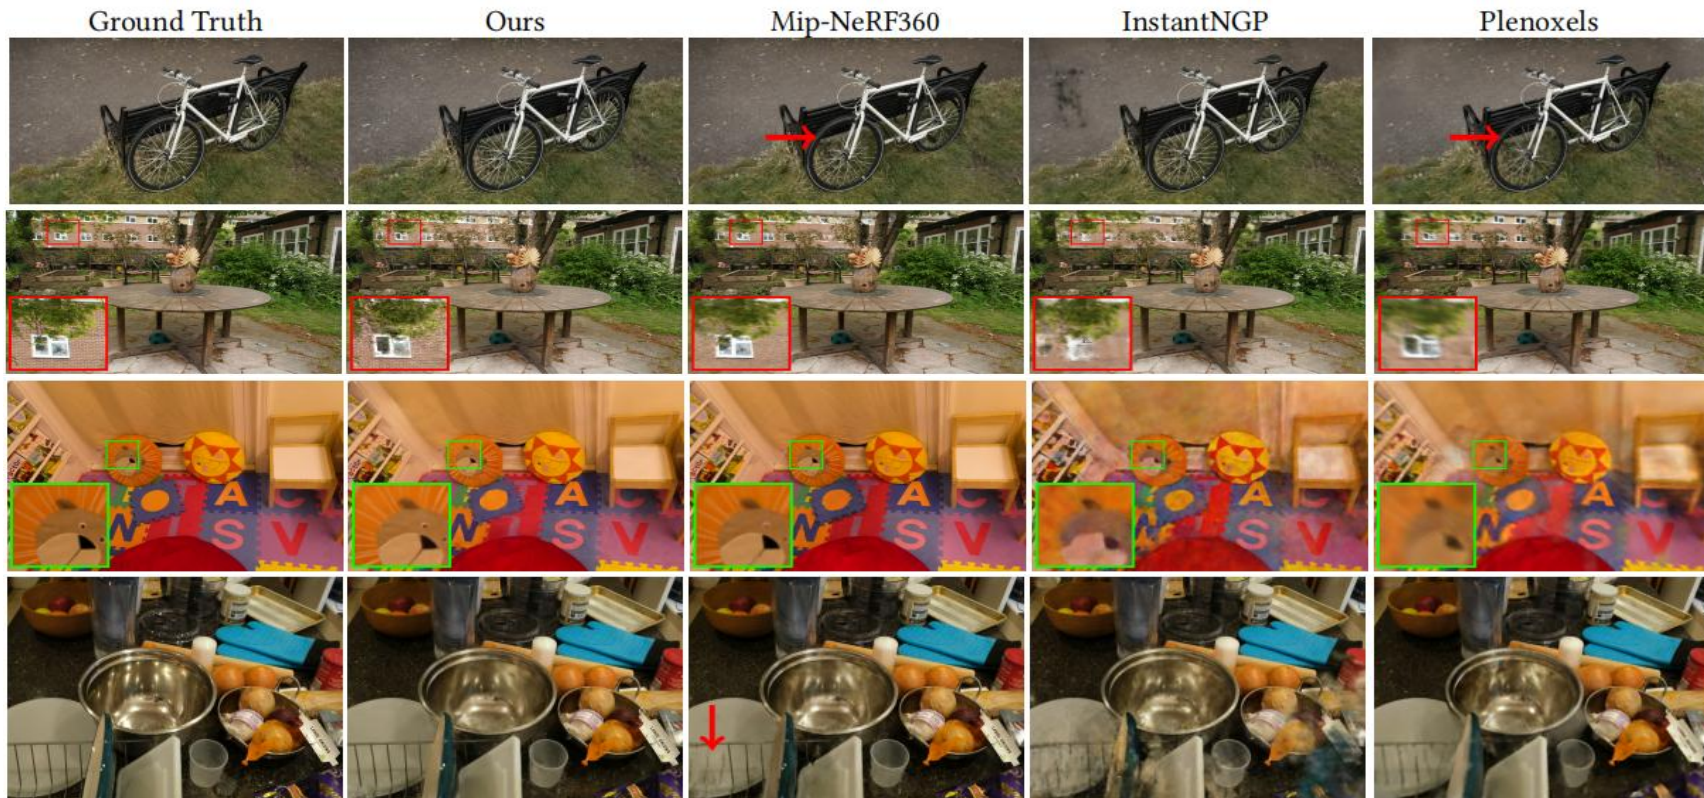 Ground Truth
Ours
Mip-NeRF360
InstantNGP
Plenoxels
A
C
S
V
A
C
S
V
A
C
S
V
A
S
V
A
S
V